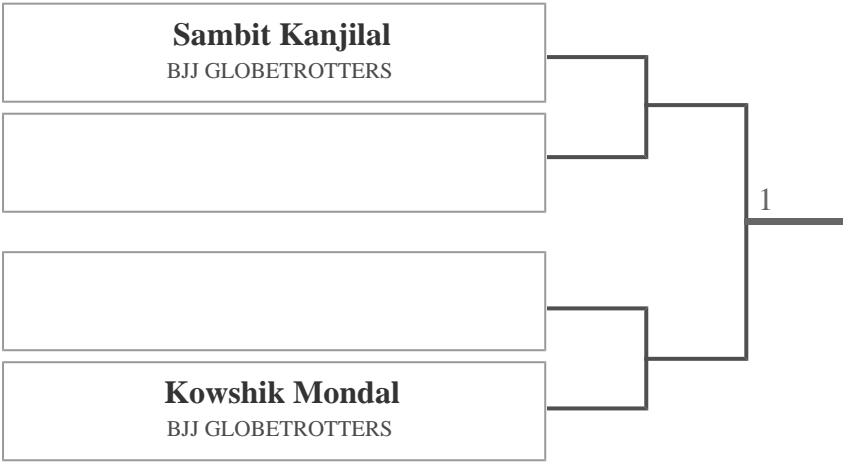 Sambit Kanjilal
BJJ GLOBETROTTERS
1
Kowshik Mondal
BJJ GLOBETROTTERS